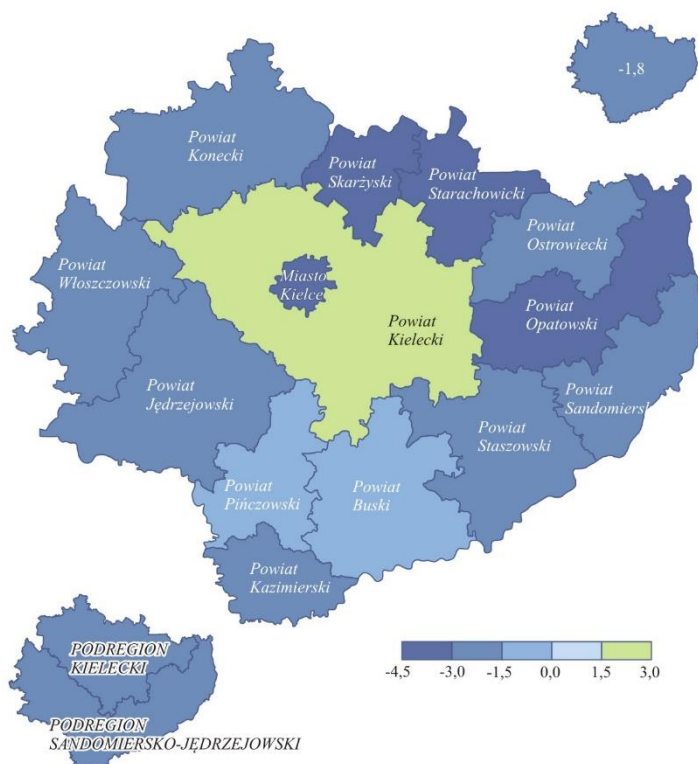 -1,8
Powiat
Konecki
Powiat
Skarżyski
Powiat
Starachowicki
Powiat
Ostrowiecki
Powiat
Włoszczowski
Miasto
Kielce
Powiat
Kielecki
Powiat
Opatowski
Powiat
Jędrzejowski
Powiat
Sandomiersk
Powiat
Staszowski
Powiat
Pińczowski
Powiat
Buski
Powiat
Kazimierski
PODREGION
KIELECKI
PODREGION
SANDOMIERSKO-JĘDRZEJOWSKI
-4,5 -3,0 -1,5 0,0 1,5 3,0